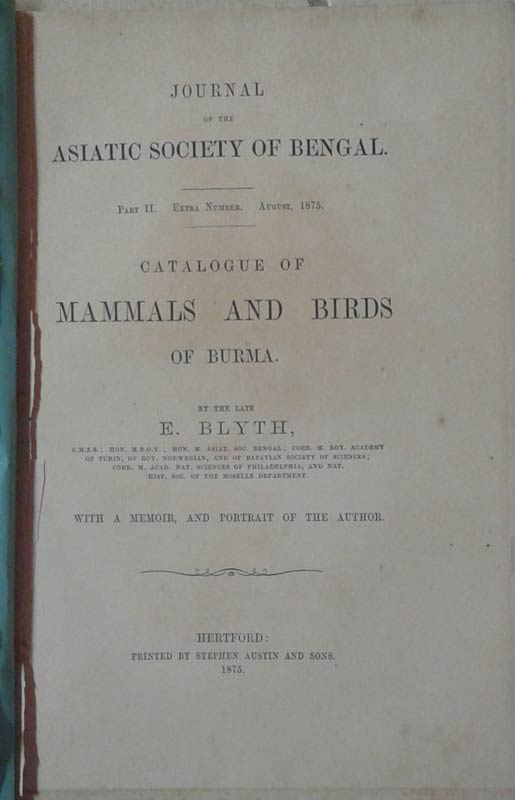 JOURNAL
OF THE
ASIATIC SOCIETY OF BENGAL.
PART II. EXTRA NUMBER. AUGUST, 1875.
CATALOGUE OF
MAMMALS AND BIRDS
OF BURMA.
BY THE LATE
E. BLYTH,
C.M.Z.S.; HON. M.B.O.U.; HON. M. ASIAT. SOC. BENGAL; CORR. M. ROY. ACADEMY
OF TURIN, OF ROY. NORWEGIAN, AND OF BATAVIAN SOCIETY OF SCIENCES;
CORR. M. ACAD. NAT. SCIENCES OF PHILADELPHIA, AND NAT.
HIST. SOC. OF THE MOSELLE DEPARTMENT.
WITH A MEMOIR, AND PORTRAIT OF THE AUTHOR.
HERTFORD:
PRINTED BY STEPHEN AUSTIN AND SONS.
1875.